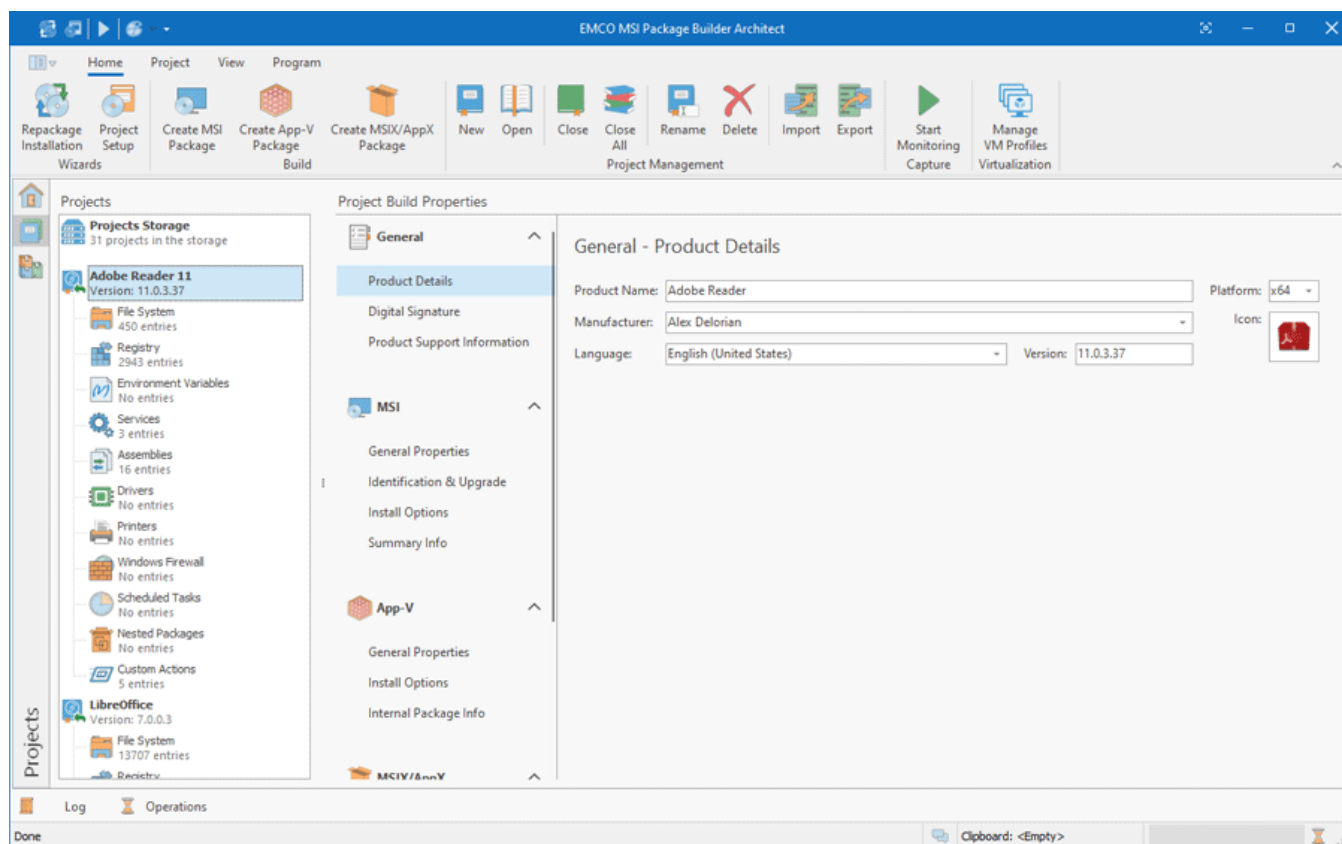 EMCO MSI Package Builder Architect
Home Project View Program
Repackage Installation
Project Setup
Create MSI Package
Create App-V Package
Create MSIX/AppX Package
New
Open
Close
Close All
Rename
Delete
Import
Export
Start Monitoring
Manage VM Profiles
Wizards Build Project Management Capture Virtualization
Projects
Projects Storage
31 projects in the storage
Adobe Reader 11
Version: 11.0.3.37
File System
450 entries
Registry
2943 entries
Environment Variables
No entries
Services
3 entries
Assemblies
16 entries
Drivers
No entries
Printers
No entries
Windows Firewall
No entries
Scheduled Tasks
No entries
Nested Packages
No entries
Custom Actions
5 entries
LibreOffice
Version: 7.0.0.3
File System
13707 entries
Registry
Projects
Project Build Properties
General
Product Details
Digital Signature
Product Support Information
MSI
General Properties
Identification & Upgrade
Install Options
Summary Info
App-V
General Properties
Install Options
Internal Package Info
MSIX/AppX
General - Product Details
Product Name: Adobe Reader Platform: x64
Manufacturer: Alex Delorian Icon:
Language: English (United States) Version: 11.0.3.37
Log Operations
Done Clipboard: <Empty>